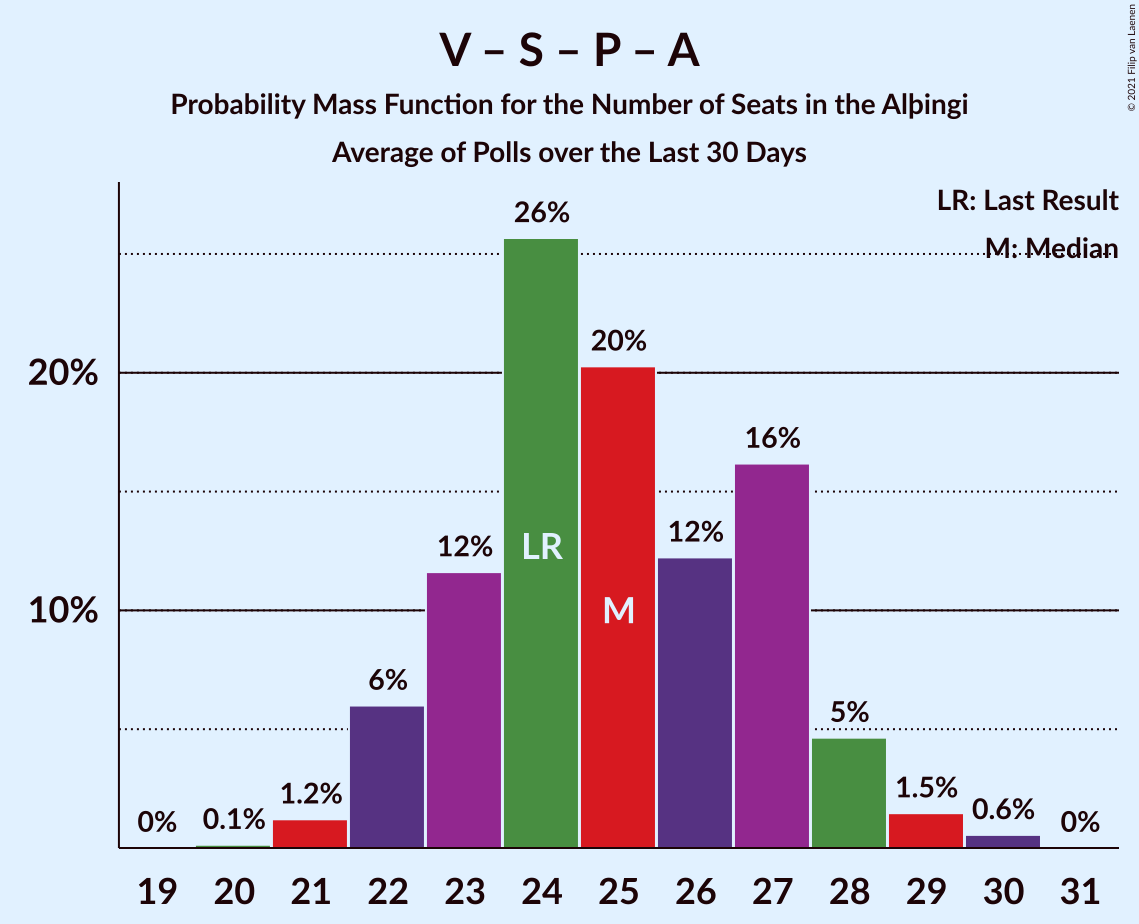 V – S – P – A
Probability Mass Function for the Number of Seats in the Alþingi
Average of Polls over the Last 30 Days
© 2021 Filip van Laenen
LR: Last Result
M: Median
26%
20%
20%
16%
12%
12%
LR
10%
M
6%
5%
1.2%
1.5%
0%
0.1%
0.6%
0%
19 20 21 22 23 24 25 26 27 28 29 30 31